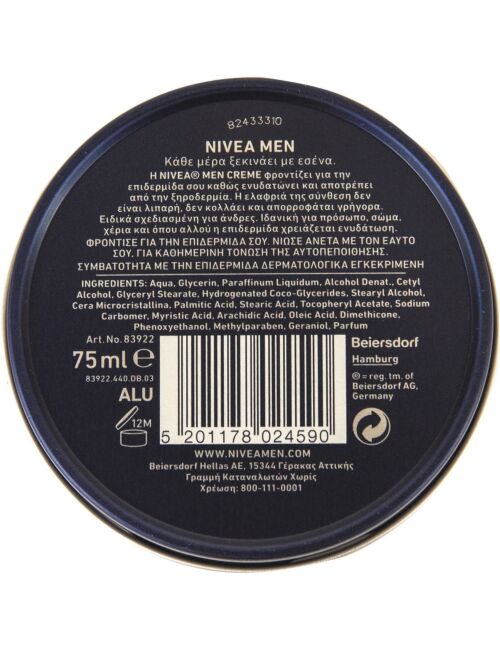 82433310
NIVEA MEN
Κάθε μέρα ξεκινάει με εσένα.
Η NIVEA® MEN CREME φροντίζει για την
επιδερμίδα σου καθώς ενυδατώνει και αποτρέπει
από την ξηροδερμία. Η ελαφριά της σύνθεση δεν
είναι λιπαρή, δεν κολλάει και απορροφάται γρήγορα.
Ειδικά σχεδιασμένη για άνδρες. Ιδανική για πρόσωπο, σώμα,
χέρια και όπου αλλού η επιδερμίδα χρειάζεται ενυδάτωση.
ΦΡΟΝΤΙΣΕ ΓΙΑ ΤΗΝ ΕΠΙΔΕΡΜΙΔΑ ΣΟΥ. ΝΙΩΣΕ ΑΝΕΤΑ ΜΕ ΤΟΝ ΕΑΥΤΟ
ΣΟΥ. ΓΙΑ ΚΑΘΗΜΕΡΙΝΗ ΤΟΝΩΣΗ ΤΗΣ ΑΥΤΟΠΕΠΟΙΘΗΣΗΣ.
ΣΥΜΒΑΤΟΤΗΤΑ ΜΕ ΤΗΝ ΕΠΙΔΕΡΜΙΔΑ ΔΕΡΜΑΤΟΛΟΓΙΚΑ ΕΓΚΕΚΡΙΜΕΝΗ
INGREDIENTS: Aqua, Glycerin, Paraffinum Liquidum, Alcohol Denat., Cetyl
Alcohol, Glyceryl Stearate, Hydrogenated Coco-Glycerides, Stearyl Alcohol,
Cera Microcristallina, Palmitic Acid, Stearic Acid, Tocopheryl Acetate, Sodium
Carbomer, Myristic Acid, Arachidic Acid, Oleic Acid, Dimethicone,
Phenoxyethanol, Methylparaben, Geraniol, Parfum
Art.No. 83922
75ml e
83922.440.OB.03
ALU
12M
5 201178 024590
Beiersdorf
Hamburg
® = reg. tm. of
Beiersdorf AG,
Germany
WWW.NIVEAMEN.COM
Beiersdorf Hellas AE, 15344 Γέρακας Αττικής
Γραμμή Καταναλωτών Χωρίς
Χρέωση: 800-111-0001